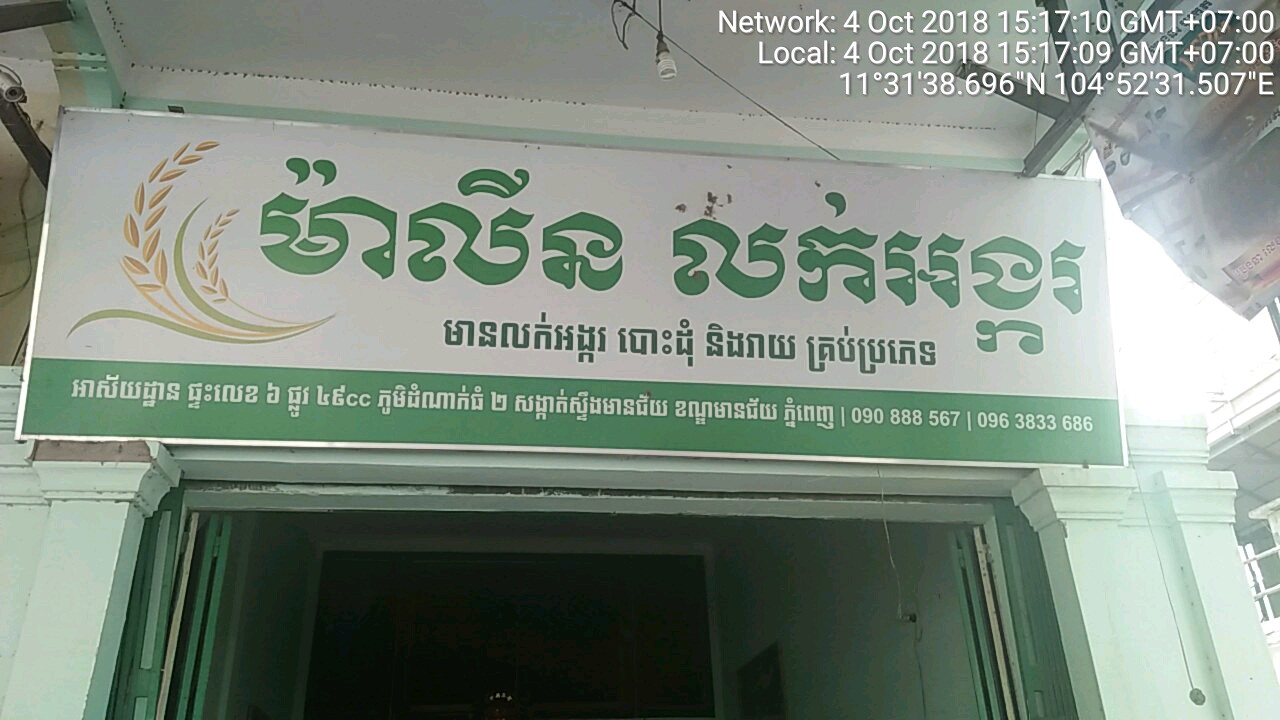 Network: 4 Oct 2018 15:17:10 GMT+07:00
Local: 4 Oct 2018 15:17:09 GMT+07:00
11°31'38.696"N 104°52'31.507"E
ម៉ាលីន លក់អង្ករ
មានលក់អង្ករ បោះដុំ និងរាយ គ្រប់ប្រភេទ
អាស័យដ្ឋាន ផ្ទះលេខ ៦ ផ្លូវ ៤៩cc ភូមិដំណាក់ធំ ២ សង្កាត់ស្ទឹងមានជ័យ ខណ្ឌមានជ័យ ភ្នំពេញ | 090 888 567 | 096 3833 686